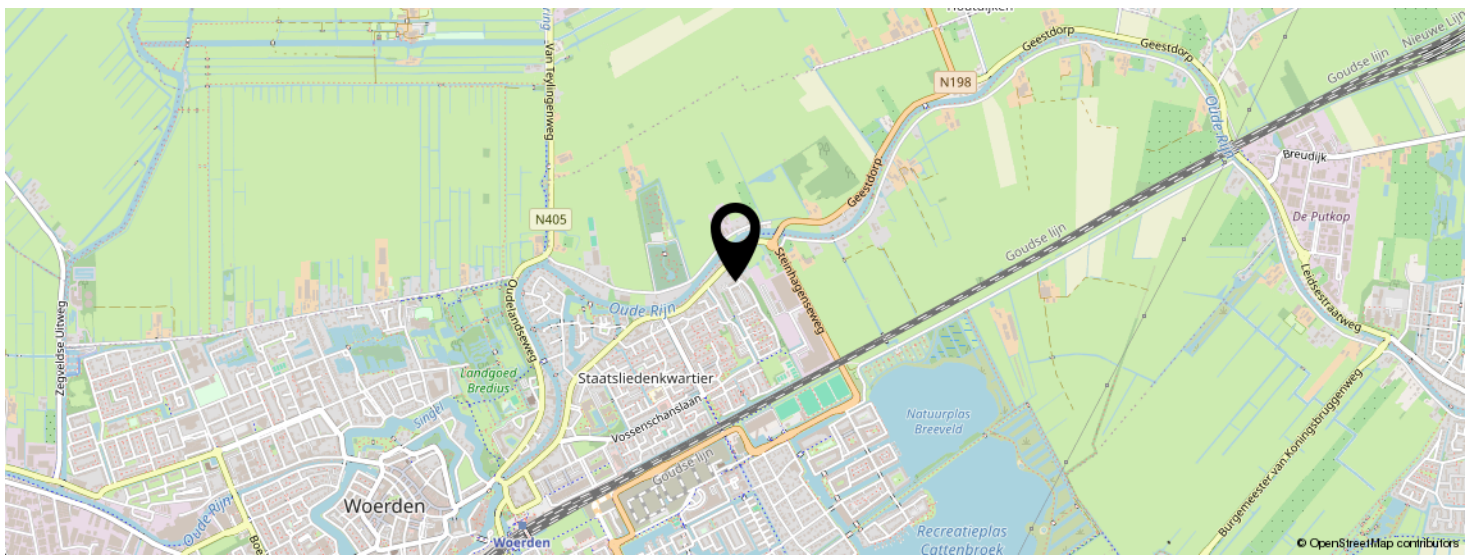 Houtdijken
Geestdorp
Geestdorp
Nieuwe Lijn
Goudse lijn
Van Teylingenweg
N198
Oude Rijn
Breudijk
Geestdorp
N405
De Putkop
Goudse lijn
Steinhagenseweg
Oude Rijn
Oudelandseweg
Leidsestraatweg
Zegveldse Uitweg
Landgoed
Bredius
Staatsliedenkwartier
Singel
Vossenschanslaan
Natuurplas
Breeveld
Burgemeester van Koningsbruggenweg
Goudse lijn
Woerden
Oude Rijn
Woerden
Recreatieplas
Cattenbroek
© OpenStreetMap contributors